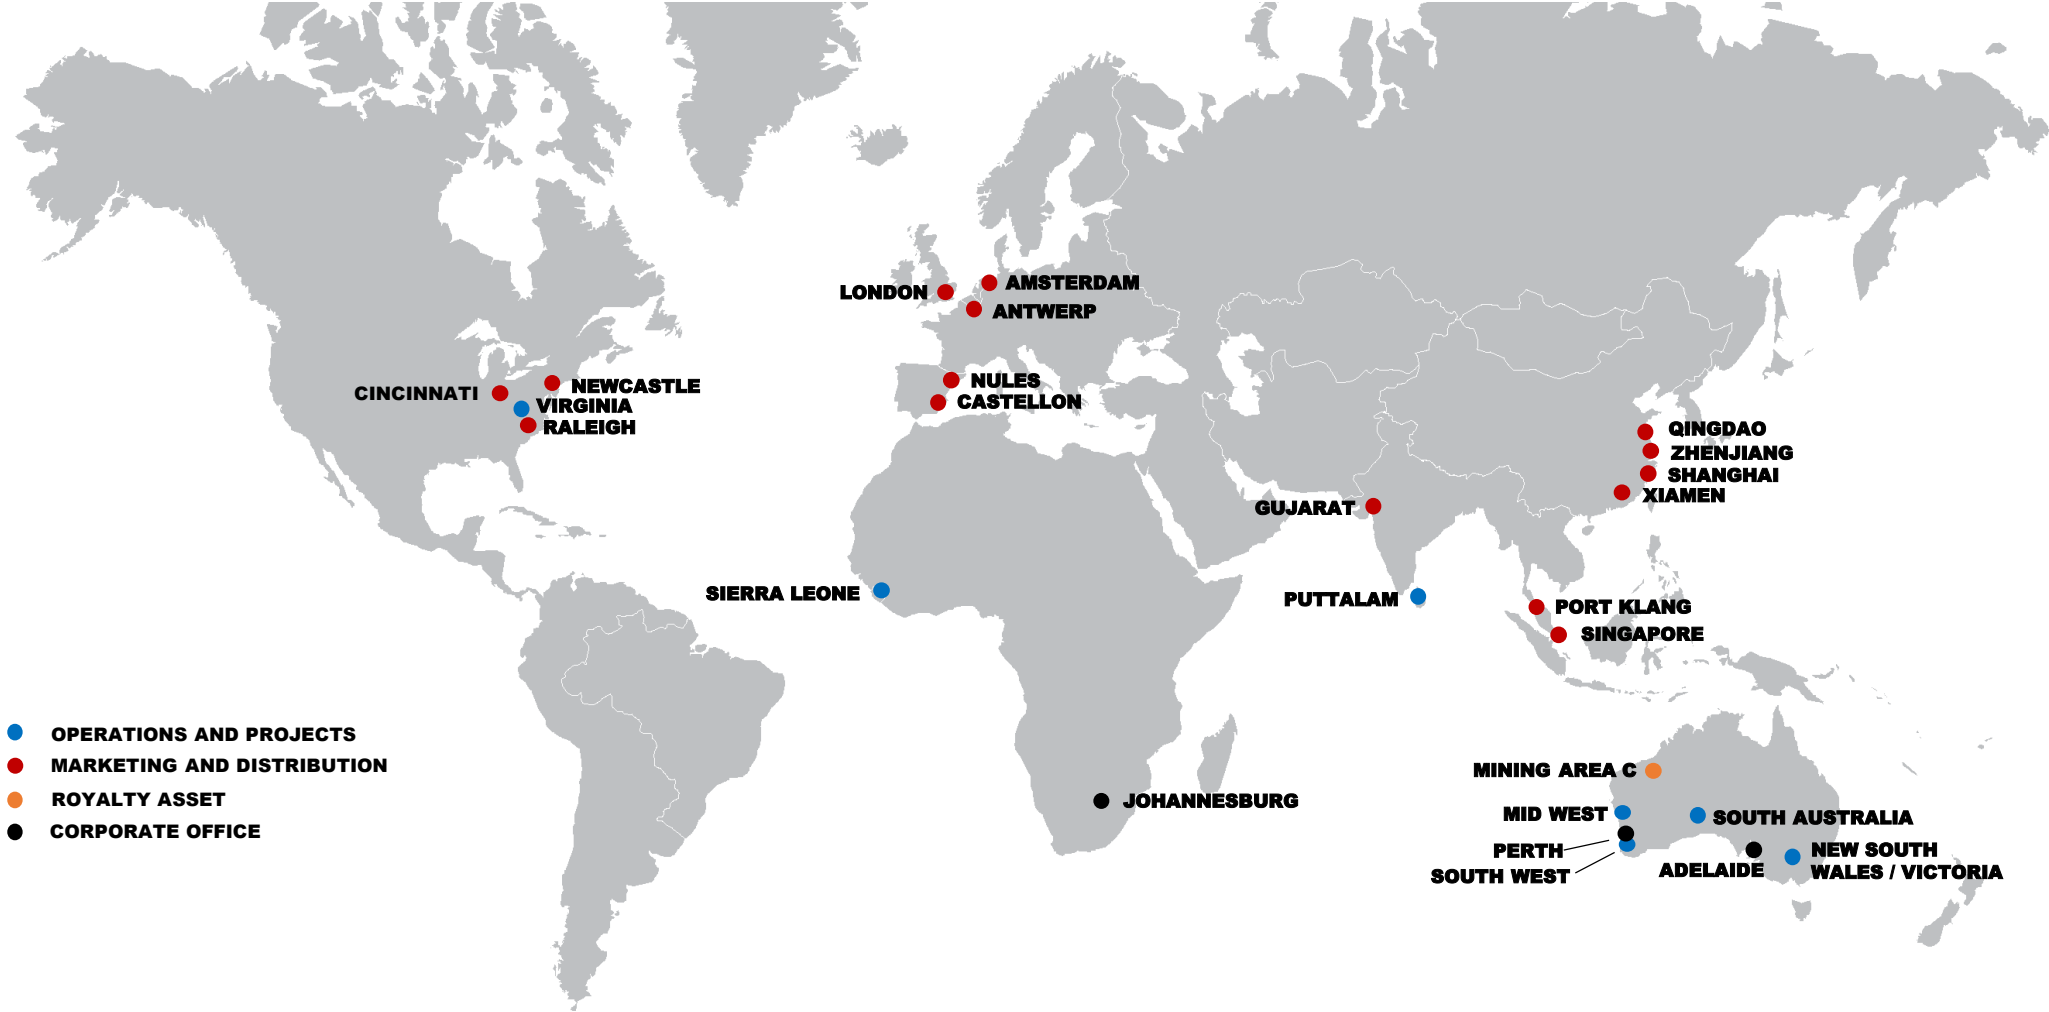 LONDON
AMSTERDAM
ANTWERP
NULES
CASTELLON
CINCINNATI
NEWCASTLE
VIRGINIA
RALEIGH
QINGDAO
ZHENJIANG
SHANGHAI
XIAMEN
GUJARAT
SIERRA LEONE
PUTTALAM
PORT KLANG
SINGAPORE
OPERATIONS AND PROJECTS
MARKETING AND DISTRIBUTION
ROYALTY ASSET
CORPORATE OFFICE
JOHANNESBURG
MINING AREA C
MID WEST
SOUTH AUSTRALIA
PERTH
SOUTH WEST
ADELAIDE
NEW SOUTH
WALES / VICTORIA